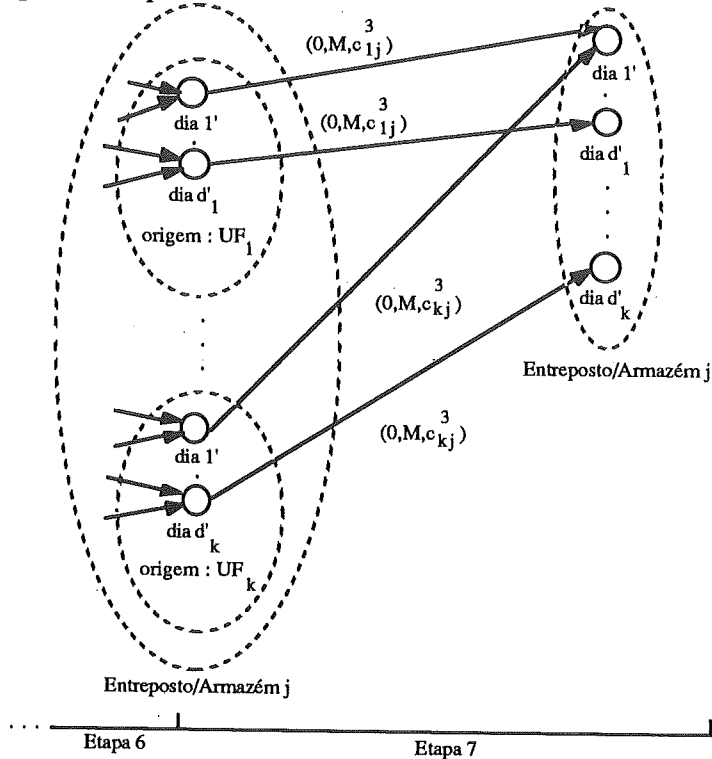 (0,M,c³₁ⱼ)
dia 1'
dia 1'
(0,M,c³₁ⱼ)
dia d'₁
dia d'₁
origem : UF₁
(0,M,c³ₖⱼ)
dia d'ₖ
Entreposto/Armazém j
dia 1'
(0,M,c³ₖⱼ)
dia d'ₖ
origem : UFₖ
Entreposto/Armazém j
Etapa 6
Etapa 7